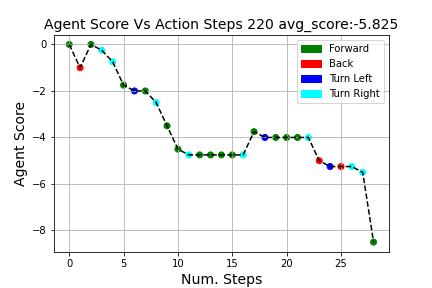 Agent Score Vs Action Steps 220 avg_score:-5.825
Forward
Back
Turn Left
Turn Right
Agent Score
0
−2
−4
−6
−8
0 5 10 15 20 25
Num. Steps